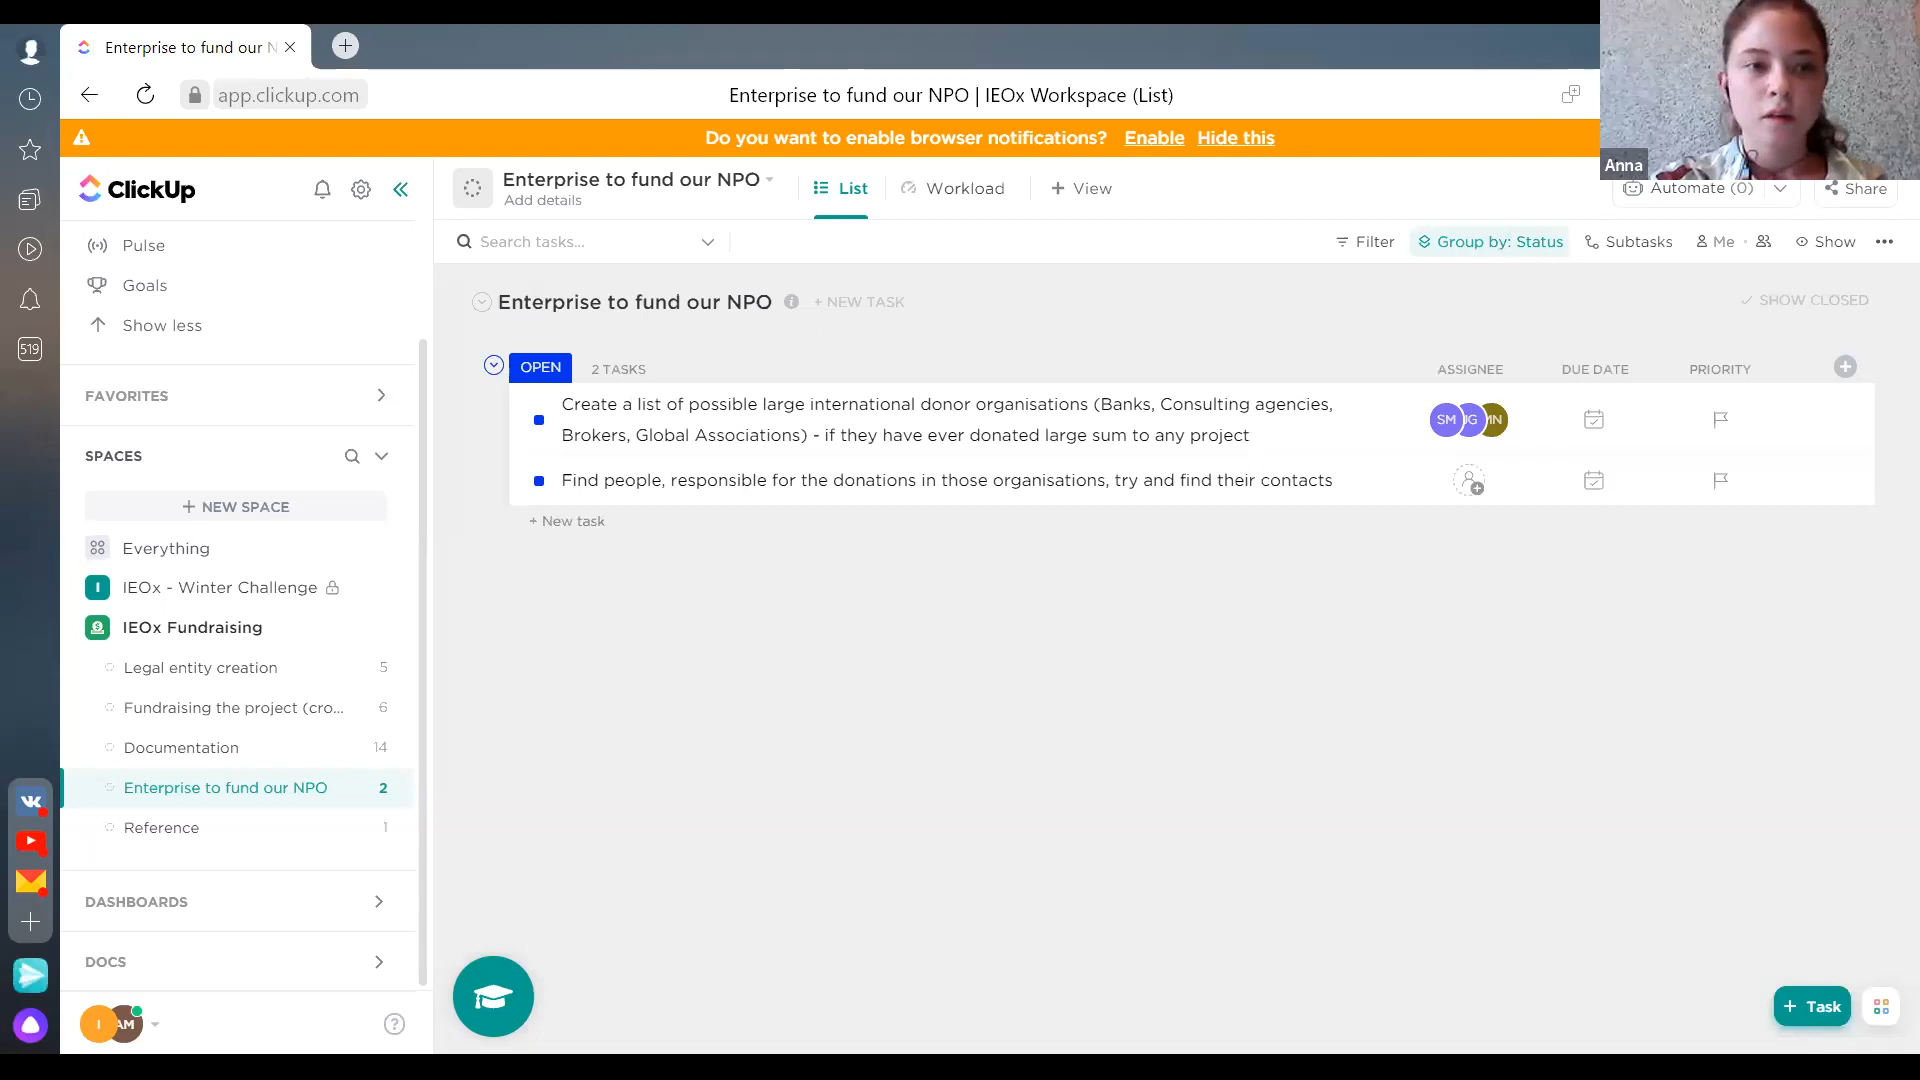 Enterprise to fund our N
app.clickup.com
Enterprise to fund our NPO | IEOx Workspace (List)
Do you want to enable browser notifications? Enable Hide this
Anna
ClickUp
Enterprise to fund our NPO
Add details
List
Workload
+ View
Automate (0)
Share
Pulse
Goals
Show less
Search tasks...
Filter
Group by: Status
Subtasks
Me
Show
519
FAVORITES
SPACES
+ NEW SPACE
Everything
IEOx - Winter Challenge
IEOx Fundraising
Legal entity creation 5
Fundraising the project (cro... 6
Documentation 14
Enterprise to fund our NPO 2
Reference 1
DASHBOARDS
DOCS
I AM
Enterprise to fund our NPO + NEW TASK
SHOW CLOSED
OPEN 2 TASKS ASSIGNEE DUE DATE PRIORITY
Create a list of possible large international donor organisations (Banks, Consulting agencies,
Brokers, Global Associations) - if they have ever donated large sum to any project
SM
Find people, responsible for the donations in those organisations, try and find their contacts
+ New task
+ Task